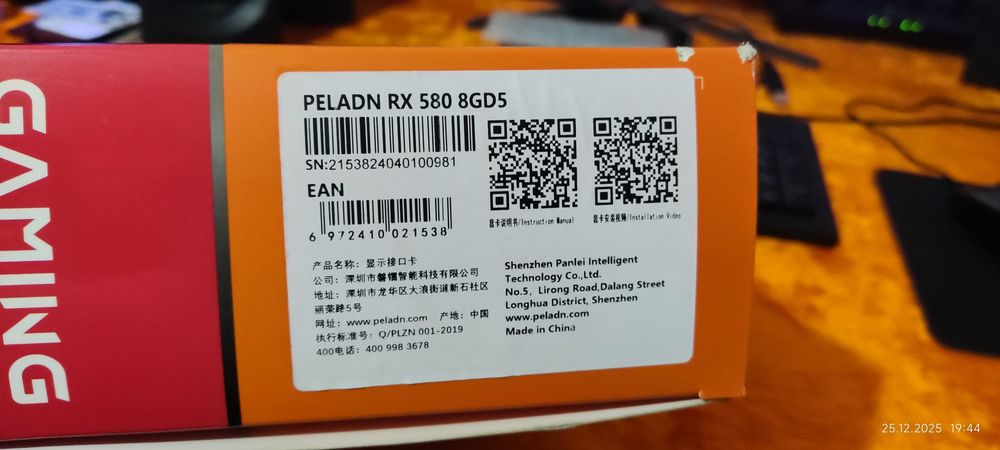 GAMING
PELADN RX 580 8GD5
SN:2153824040100981
EAN
6 972410 021538
显卡说明书/Instruction Manual
显卡安装视频/Installation Video
产品名称：显示接口卡
公司：深圳市磐镭智能科技有限公司
地址：深圳市龙华区大浪街道新石社区
丽荣路5号
网址：www.peladn.com 产地：中国
执行标准号：Q/PLZN 001-2019
400电话：400 998 3678
Shenzhen Panlei Intelligent
Technology Co.,Ltd.
No.5，Lirong Road,Dalang Street
Longhua District, Shenzhen
www.peladn.com
Made in China
25.12.2025 19:44